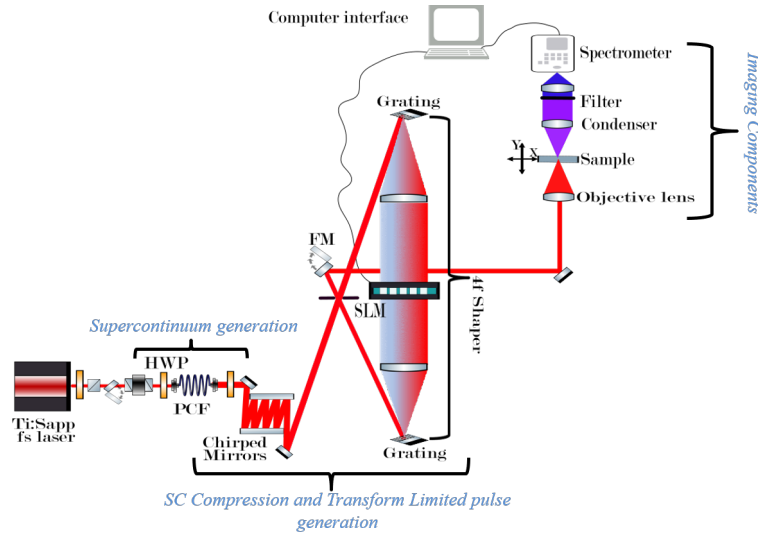 Computer interface
Spectrometer
Filter
Condenser
Y
X
Sample
Objective lens
Imaging Components
Grating
FM
SLM
4f Shaper
Supercontinuum generation
HWP
PCF
Ti:Sapp
fs laser
Chirped
Mirrors
Grating
SC Compression and Transform Limited pulse
generation